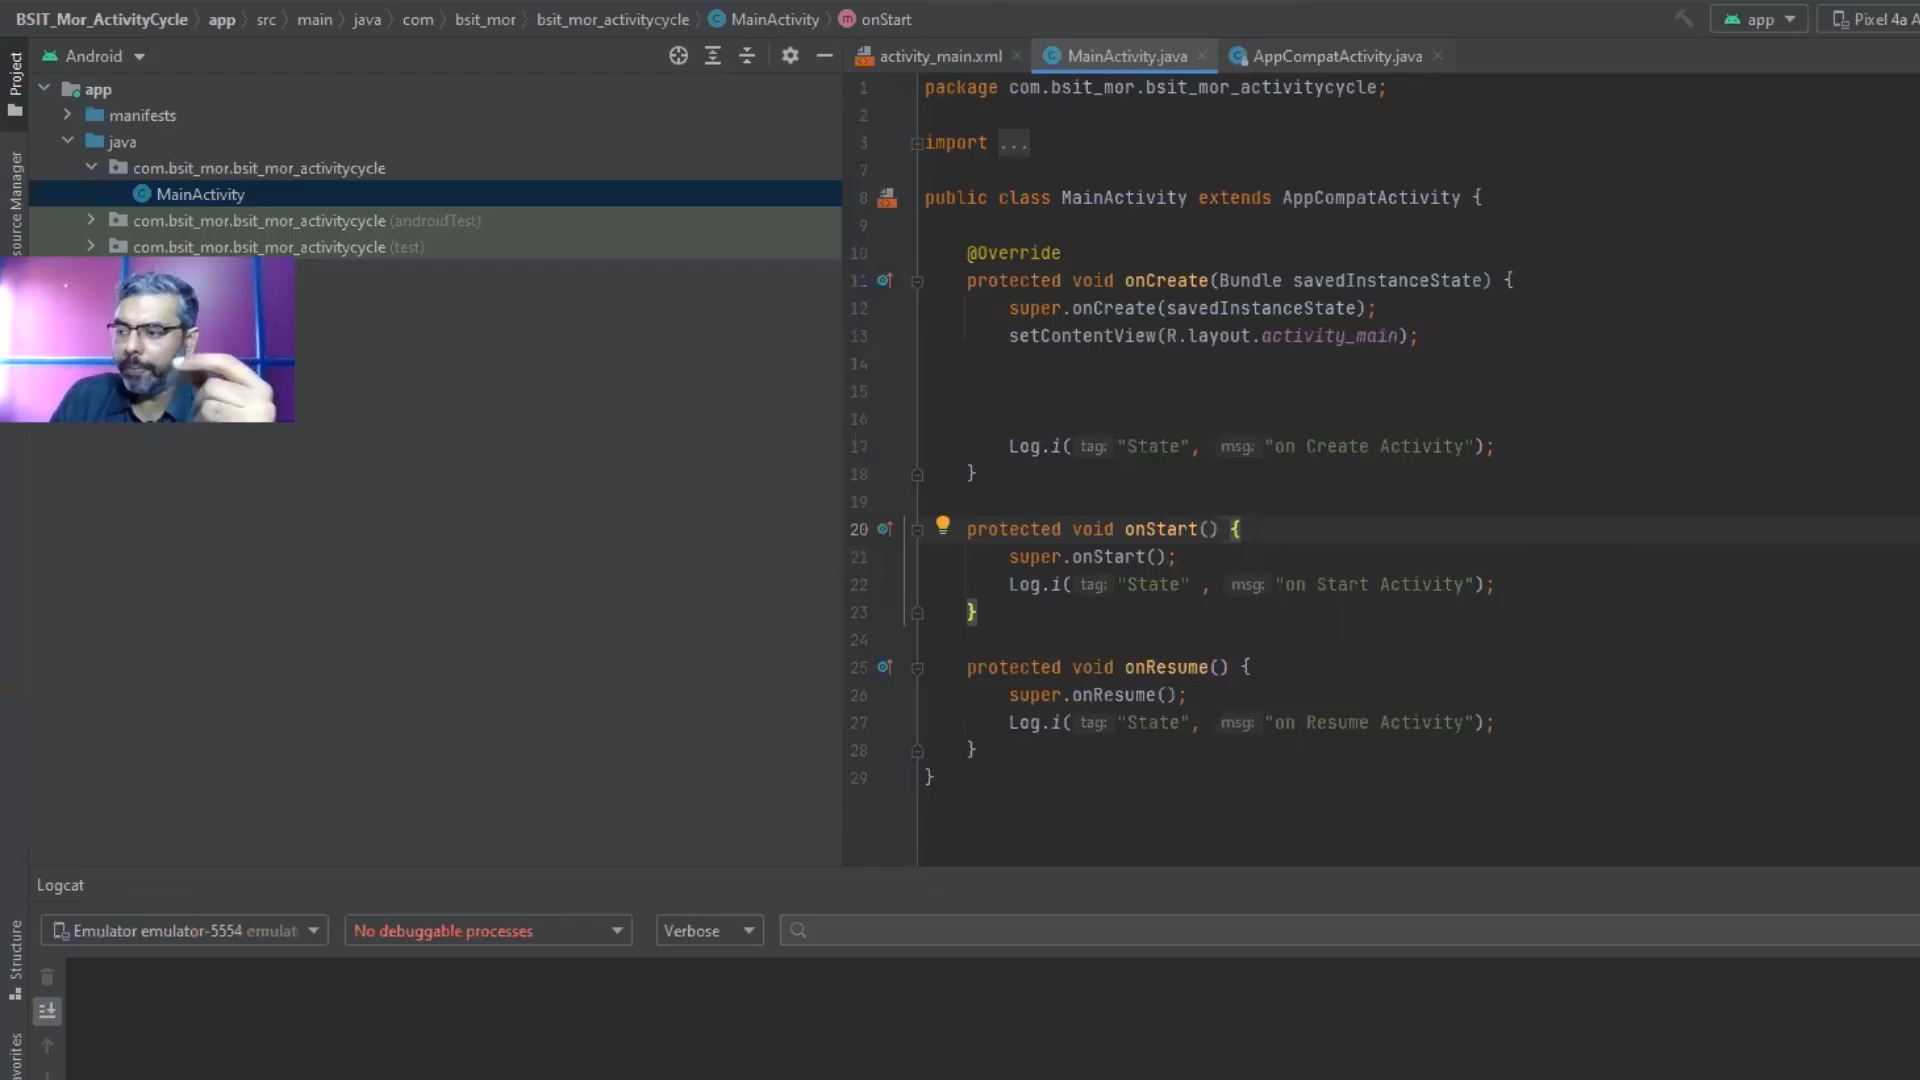 BSIT_Mor_ActivityCycle app src main java com bsit_mor bsit_mor_activitycycle MainActivity onStart
app
Pixel 4a A
Project
Android
activity_main.xml
MainActivity.java
AppCompatActivity.java
app
manifests
java
com.bsit_mor.bsit_mor_activitycycle
MainActivity
com.bsit_mor.bsit_mor_activitycycle (androidTest)
com.bsit_mor.bsit_mor_activitycycle (test)
source Manager
1 package com.bsit_mor.bsit_mor_activitycycle;
2
3 import ...
7
8 public class MainActivity extends AppCompatActivity {
9
10 @Override
11 protected void onCreate(Bundle savedInstanceState) {
12 super.onCreate(savedInstanceState);
13 setContentView(R.layout.activity_main);
14
15
16
17 Log.i( tag: "State", msg: "on Create Activity");
18 }
19
20 protected void onStart() {
21 super.onStart();
22 Log.i( tag: "State" , msg: "on Start Activity");
23 }
24
25 protected void onResume() {
26 super.onResume();
27 Log.i( tag: "State", msg: "on Resume Activity");
28 }
29 }
Logcat
Emulator emulator-5554 emulat
No debuggable processes
Verbose
Structure
avorites